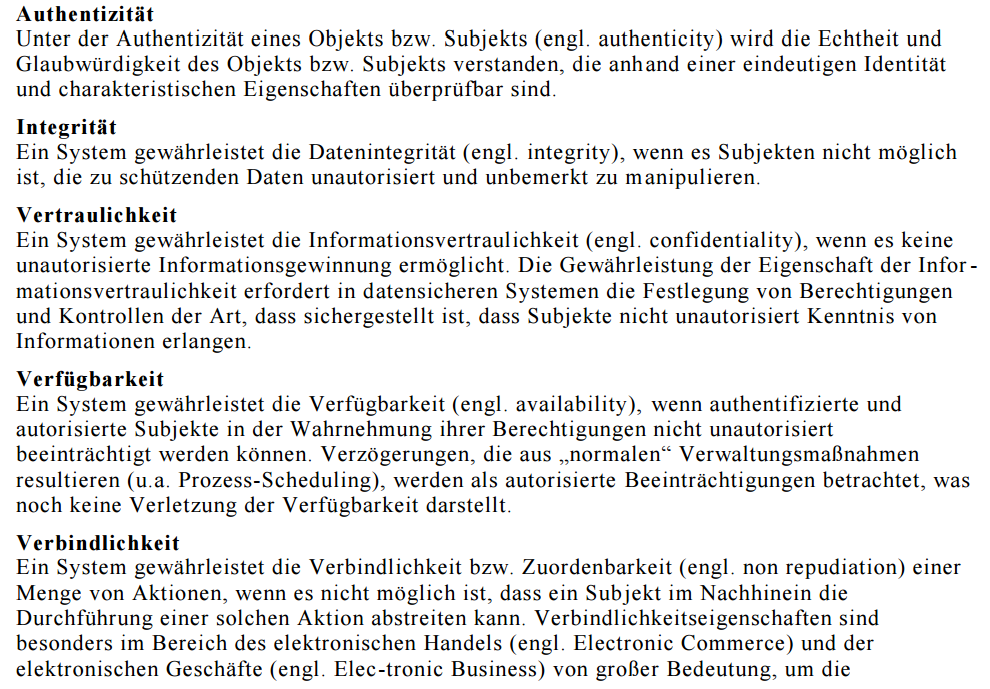 Authentizität
Unter der Authentizität eines Objekts bzw. Subjekts (engl. authenticity) wird die Echtheit und
Glaubwürdigkeit des Objekts bzw. Subjekts verstanden, die anhand einer eindeutigen Identität
und charakteristischen Eigenschaften überprüfbar sind.
Integrität
Ein System gewährleistet die Datenintegrität (engl. integrity), wenn es Subjekten nicht möglich
ist, die zu schützenden Daten unautorisiert und unbemerkt zu manipulieren.
Vertraulichkeit
Ein System gewährleistet die Informationsvertraulichkeit (engl. confidentiality), wenn es keine
unautorisierte Informationsgewinnung ermöglicht. Die Gewährleistung der Eigenschaft der Infor-
mationsvertraulichkeit erfordert in datensicheren Systemen die Festlegung von Berechtigungen
und Kontrollen der Art, dass sichergestellt ist, dass Subjekte nicht unautorisiert Kenntnis von
Informationen erlangen.
Verfügbarkeit
Ein System gewährleistet die Verfügbarkeit (engl. availability), wenn authentifizierte und
autorisierte Subjekte in der Wahrnehmung ihrer Berechtigungen nicht unautorisiert
beeinträchtigt werden können. Verzögerungen, die aus „normalen“ Verwaltungsmaßnahmen
resultieren (u.a. Prozess-Scheduling), werden als autorisierte Beeinträchtigungen betrachtet, was
noch keine Verletzung der Verfügbarkeit darstellt.
Verbindlichkeit
Ein System gewährleistet die Verbindlichkeit bzw. Zuordenbarkeit (engl. non repudiation) einer
Menge von Aktionen, wenn es nicht möglich ist, dass ein Subjekt im Nachhinein die
Durchführung einer solchen Aktion abstreiten kann. Verbindlichkeitseigenschaften sind
besonders im Bereich des elektronischen Handels (engl. Electronic Commerce) und der
elektronischen Geschäfte (engl. Elec-tronic Business) von großer Bedeutung, um die